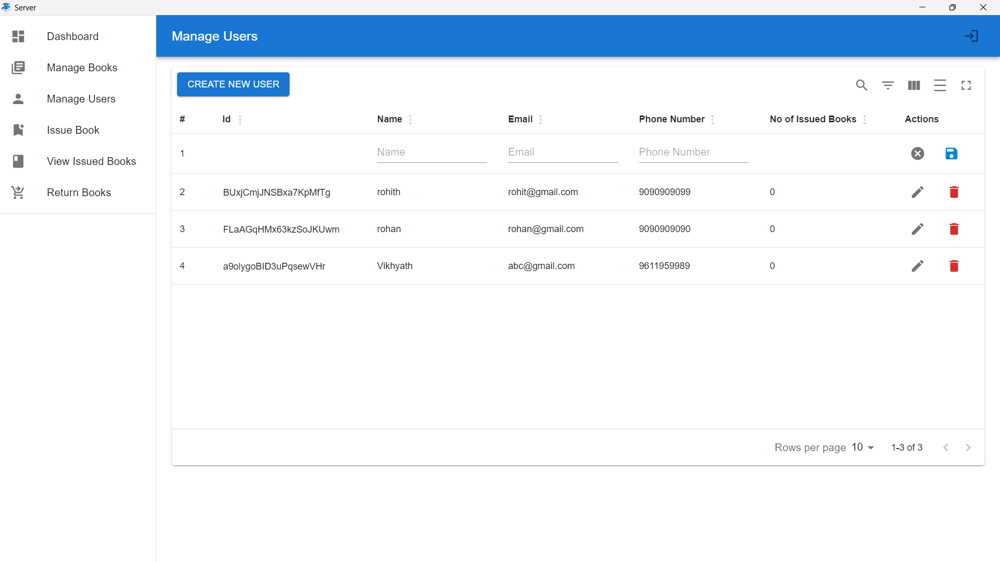 Server
Dashboard
Manage Books
Manage Users
Issue Book
View Issued Books
Return Books
Manage Users
CREATE NEW USER
# Id Name Email Phone Number No of Issued Books Actions
1 Name Email Phone Number
2 BUxjCmjJNSBxa7KpMfTg rohith rohit@gmail.com 9090909099 0
3 FLaAGqHMx63kzSoJKUwm rohan rohan@gmail.com 9090909090 0
4 a9olygoBID3uPqsewVHr Vikhyath abc@gmail.com 9611959989 0
Rows per page 10 1-3 of 3